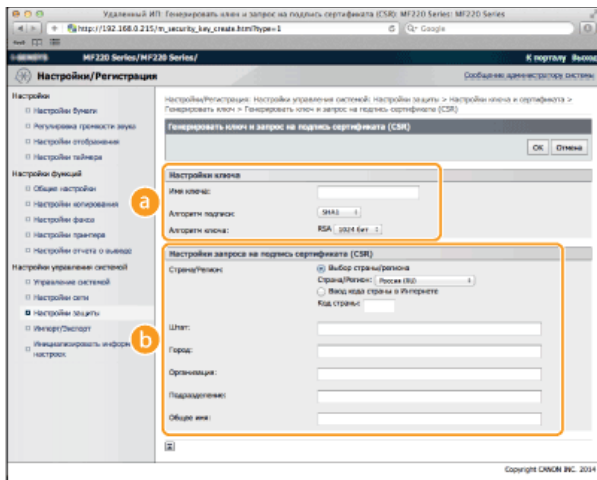 Удаленный ИП: Генерировать ключ и запрос на подпись сертификата (CSR): MF220 Series: MF220 Series
http://192.168.0.215/m_security_key_create.html?type=1
Google
MF220 Series/MF220 Series/
К порталу Выход
Настройки/Регистрация
Сообщение администратору системы
Настройки
Настройки бумаги
Регулировка громкости звука
Настройки отображения
Настройки таймера
Настройки функций
Общие настройки
Настройки копирования
Настройки факса
Настройки принтера
Настройки отчета о выводе
Настройки управления системой
Управление системой
Настройки сети
Настройки защиты
Импорт/Экспорт
Инициализировать информ
настроек
Настройки/Регистрация: Настройки управления системой: Настройки защиты > Настройки ключа и сертификата >
Генерировать ключ > Генерировать ключ и запрос на подпись сертификата (CSR)
Генерировать ключ и запрос на подпись сертификата (CSR)
OK Отмена
a
Настройки ключа
Имя ключа:
Алгоритм подписи: SHA1
Алгоритм ключа: RSA 1024 бит
b
Настройки запроса на подпись сертификата (CSR)
Страна/Регион: Выбор страны/региона
Страна/Регион: Россия (RU)
Ввод кода страны в Интернете
Код страны:
Штат:
Город:
Организация:
Подразделение:
Общее имя:
Copyright CANON INC. 2014